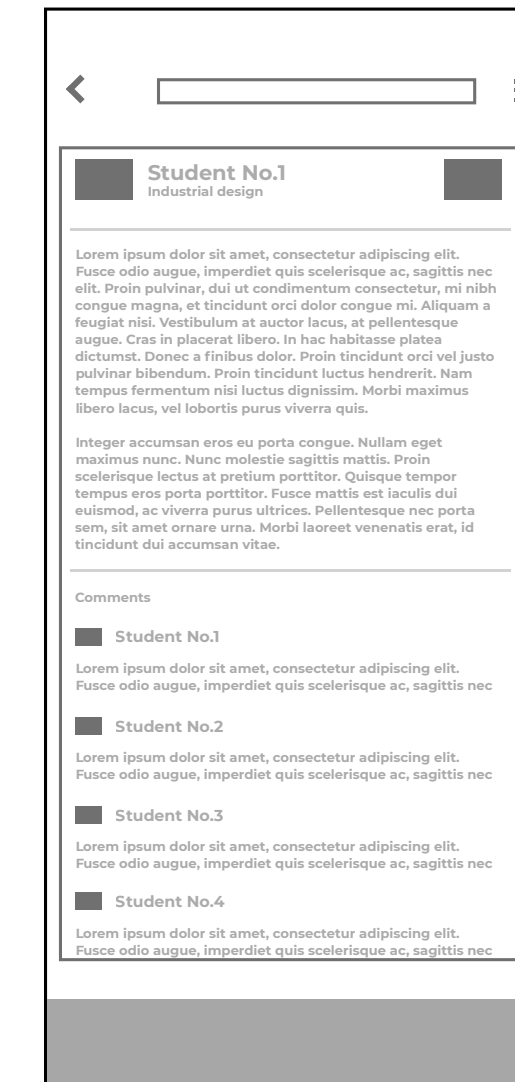 Student No.1
Industrial design
Lorem ipsum dolor sit amet, consectetur adipiscing elit.
Fusce odio augue, imperdiet quis scelerisque ac, sagittis nec
elit. Proin pulvinar, dui ut condimentum consectetur, mi nibh
congue magna, et tincidunt orci dolor congue mi. Aliquam a
feugiat nisi. Vestibulum at auctor lacus, at pellentesque
augue. Cras in placerat libero. In hac habitasse platea
dictumst. Donec a finibus dolor. Proin tincidunt orci vel justo
pulvinar bibendum. Proin tincidunt luctus hendrerit. Nam
tempus fermentum nisi luctus dignissim. Morbi maximus
libero lacus, vel lobortis purus viverra quis.
Integer accumsan eros eu porta congue. Nullam eget
maximus nunc. Nunc molestie sagittis mattis. Proin
scelerisque lectus at pretium porttitor. Quisque tempor
tempus eros porta porttitor. Fusce mattis est iaculis dui
euismod, ac viverra purus ultrices. Pellentesque nec porta
sem, sit amet ornare urna. Morbi laoreet venenatis erat, id
tincidunt dui accumsan vitae.
Comments
Student No.1
Lorem ipsum dolor sit amet, consectetur adipiscing elit.
Fusce odio augue, imperdiet quis scelerisque ac, sagittis nec
Student No.2
Lorem ipsum dolor sit amet, consectetur adipiscing elit.
Fusce odio augue, imperdiet quis scelerisque ac, sagittis nec
Student No.3
Lorem ipsum dolor sit amet, consectetur adipiscing elit.
Fusce odio augue, imperdiet quis scelerisque ac, sagittis nec
Student No.4
Lorem ipsum dolor sit amet, consectetur adipiscing elit.
Fusce odio augue, imperdiet quis scelerisque ac, sagittis nec